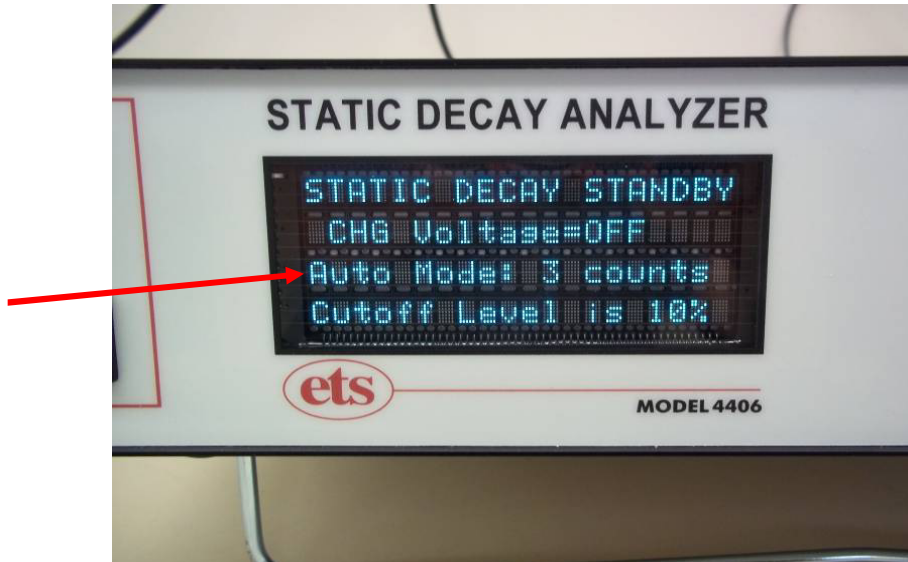 STATIC DECAY ANALYZER
STATIC DECAY STANDBY
CHG Voltage=OFF
Auto Mode: 3 counts
Cutoff Level is 10%
ets
MODEL 4406